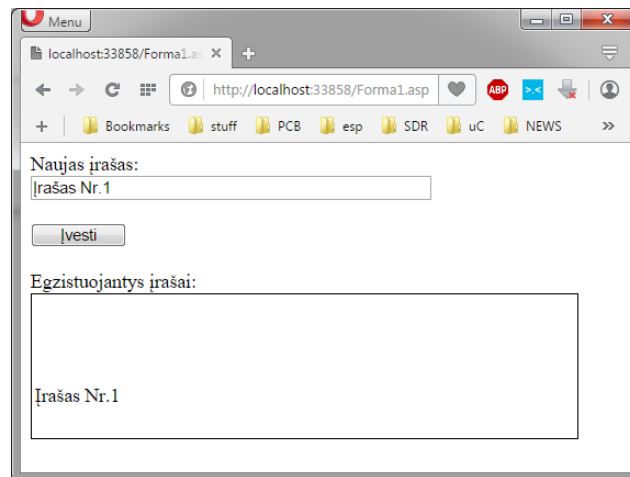 Menu
localhost:33858/Forma1.as
http://localhost:33858/Forma1.asp
ABP
Bookmarks stuff PCB esp SDR uC NEWS
Naujas įrašas:
Įrašas Nr.1
Įvesti
Egzistuojantys įrašai:
Įrašas Nr.1